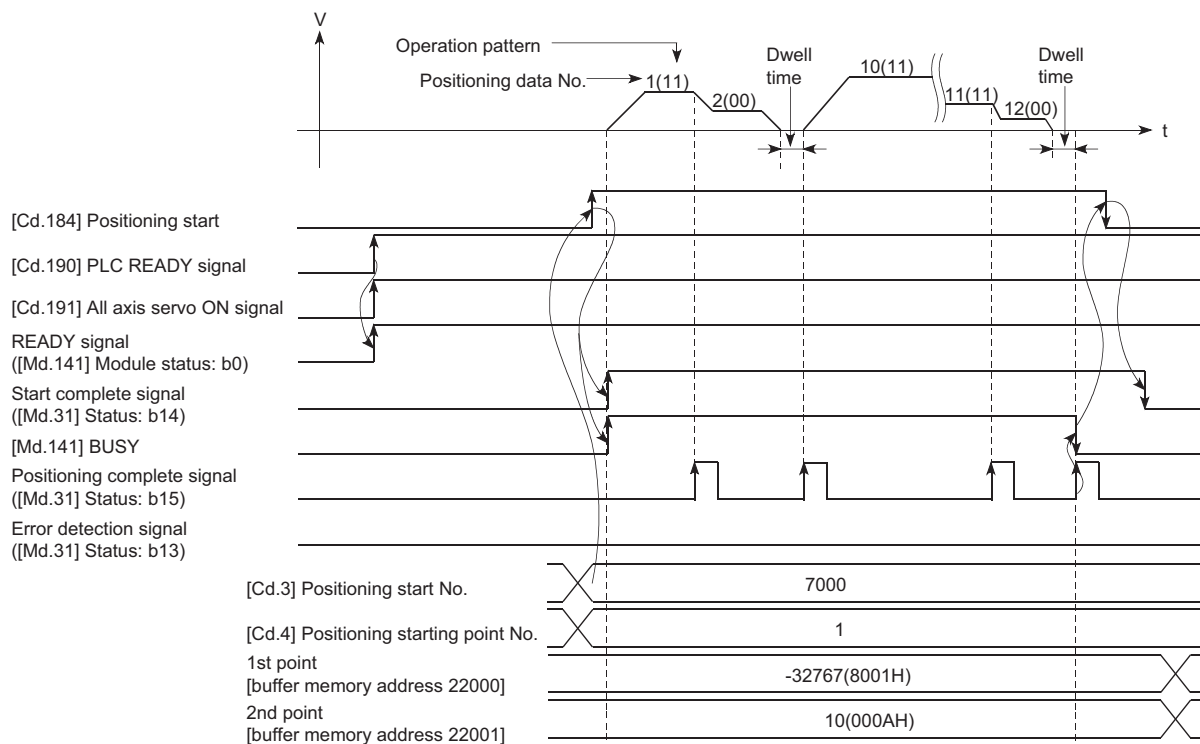 V
Operation pattern
Positioning data No.
1(11)
2(00)
Dwell
time
10(11)
11(11)
12(00)
Dwell
time
t
[Cd.184] Positioning start
[Cd.190] PLC READY signal
[Cd.191] All axis servo ON signal
READY signal
([Md.141] Module status: b0)
Start complete signal
([Md.31] Status: b14)
[Md.141] BUSY
Positioning complete signal
([Md.31] Status: b15)
Error detection signal
([Md.31] Status: b13)
[Cd.3] Positioning start No.
7000
[Cd.4] Positioning starting point No.
1
1st point
[buffer memory address 22000]
-32767(8001H)
2nd point
[buffer memory address 22001]
10(000AH)